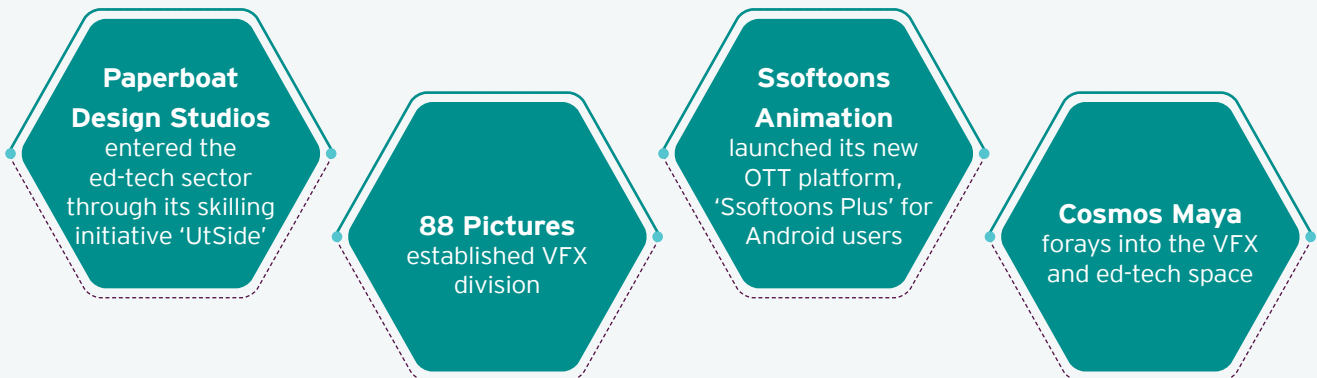 Paperboat
Design Studios
entered the
ed-tech sector
through its skilling
initiative ‘UtSide’
88 Pictures
established VFX
division
Ssoftoons
Animation
launched its new
OTT platform,
‘Ssoftoons Plus’ for
Android users
Cosmos Maya
forays into the VFX
and ed-tech space